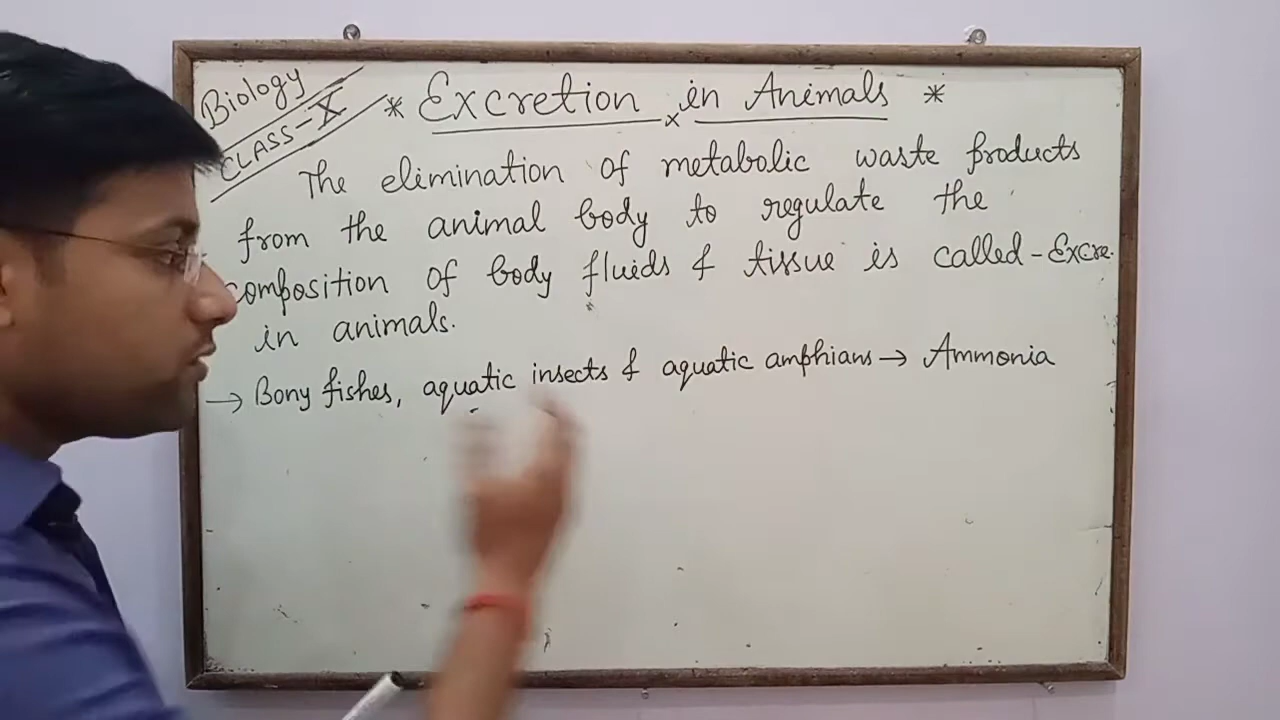 Biology
CLASS-X
* Excretion in Animals *
x
The elimination of metabolic waste products
from the animal body to regulate the
composition of body fluids & tissue is called-Excre.
in animals.
→ Bony fishes, aquatic insects & aquatic amphians → Ammonia